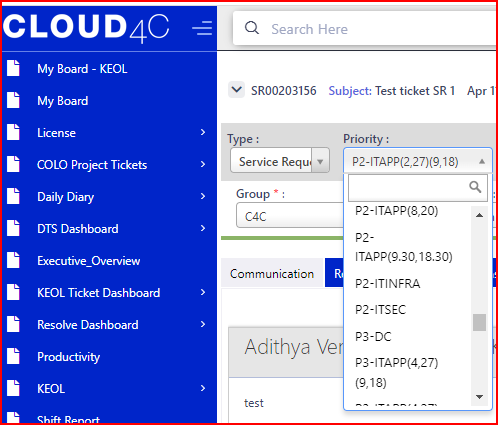 CLOUD4C
Search Here
My Board - KEOL
My Board
License
COLO Project Tickets
Daily Diary
DTS Dashboard
Executive_Overview
KEOL Ticket Dashboard
Resolve Dashboard
Productivity
KEOL
Shift Report
SR00203156 Subject: Test ticket SR 1 Apr 1
Type : Priority :
Service Reque P2-ITAPP(2,27)(9,18)
Group * :
C4C
P2-ITAPP(8,20)
P2-
ITAPP(9.30,18.30)
P2-ITINFRA
P2-ITSEC
P3-DC
P3-ITAPP(4,27)
(9,18)
Communication
Adithya Ver
test